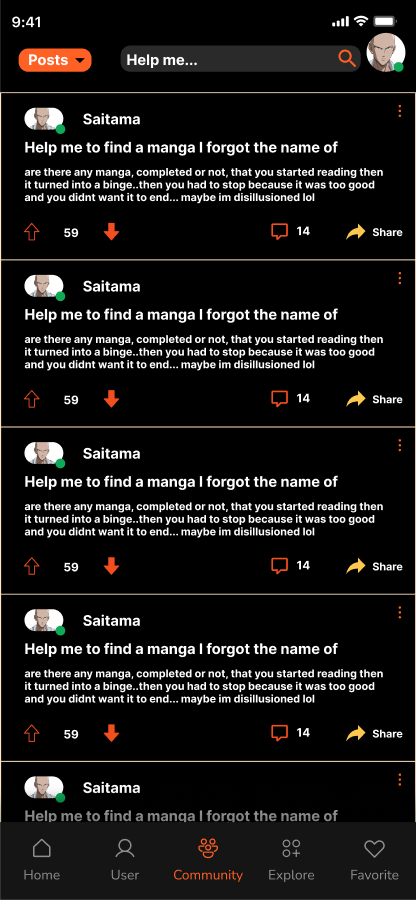 9:41
Posts
Help me...
Saitama
Help me to find a manga I forgot the name of
are there any manga, completed or not, that you started reading then
it turned into a binge..then you had to stop because it was too good
and you didnt want it to end... maybe im disillusioned lol
59 14 Share
Saitama
Help me to find a manga I forgot the name of
are there any manga, completed or not, that you started reading then
it turned into a binge..then you had to stop because it was too good
and you didnt want it to end... maybe im disillusioned lol
59 14 Share
Saitama
Help me to find a manga I forgot the name of
are there any manga, completed or not, that you started reading then
it turned into a binge..then you had to stop because it was too good
and you didnt want it to end... maybe im disillusioned lol
59 14 Share
Saitama
Help me to find a manga I forgot the name of
are there any manga, completed or not, that you started reading then
it turned into a binge..then you had to stop because it was too good
and you didnt want it to end... maybe im disillusioned lol
59 14 Share
Saitama
Help me to find a manga I forgot the name of
Home User Community Explore Favorite